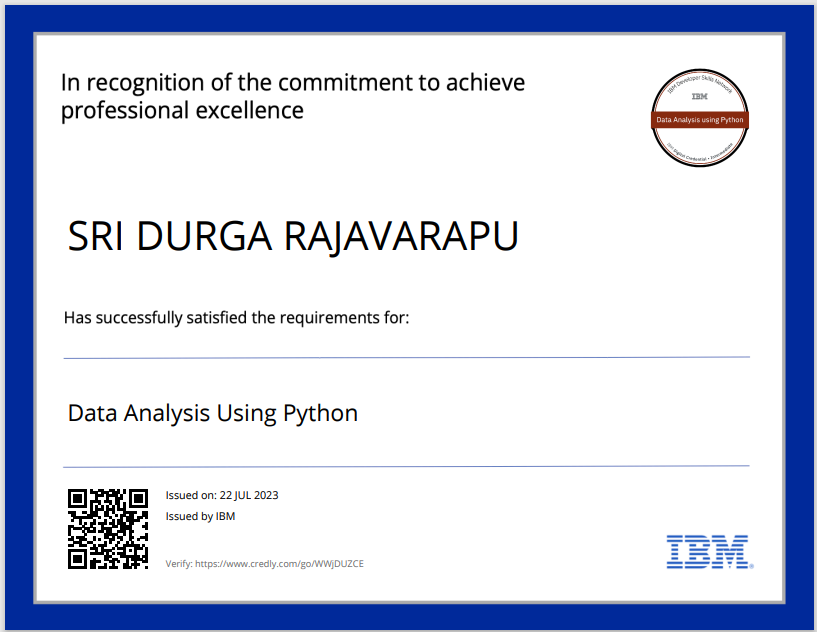 In recognition of the commitment to achieve
professional excellence
IBM Developer Skills Network
IBM
Data Analysis using Python
IBM Digital Credential • Intermediate
SRI DURGA RAJAVARAPU
Has successfully satisfied the requirements for:
Data Analysis Using Python
Issued on: 22 JUL 2023
Issued by IBM
Verify: https://www.credly.com/go/WWjDUZCE
IBM®